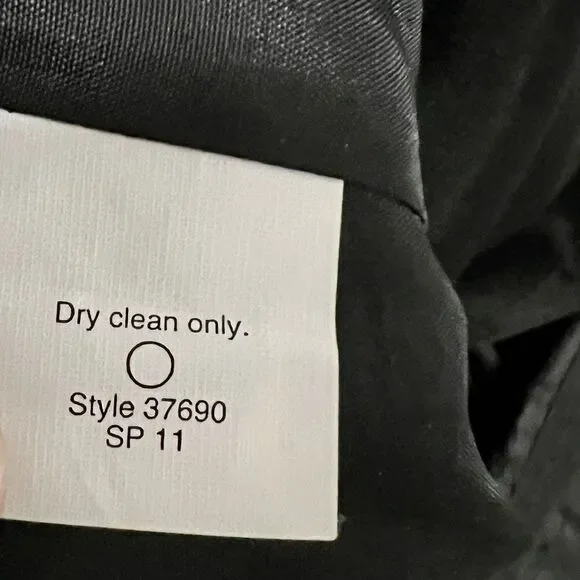 Dry clean only.
Style 37690
SP 11